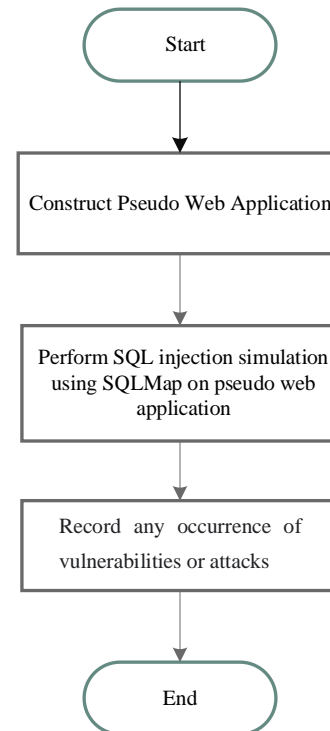 Start
Construct Pseudo Web Application
Perform SQL injection simulation
using SQLMap on pseudo web
application
Record any occurrence of
vulnerabilities or attacks
End